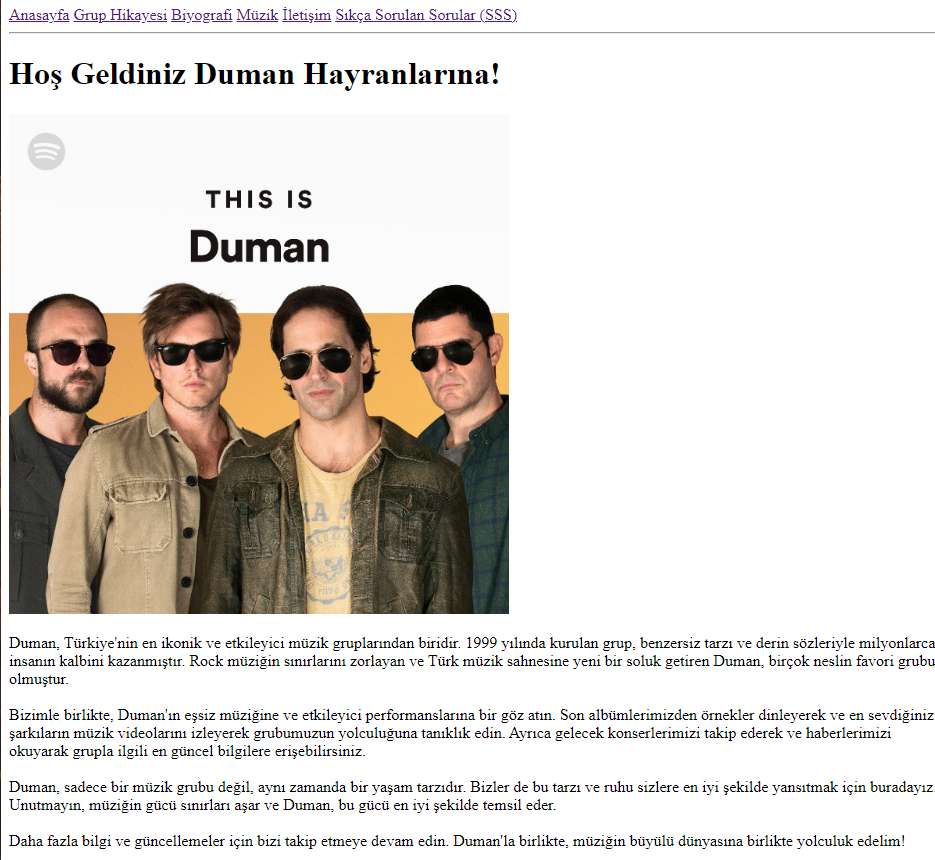 Anasayfa Grup Hikayesi Biyografi Müzik İletişim Sıkça Sorulan Sorular (SSS)
Hoş Geldiniz Duman Hayranlarına!
THIS IS
Duman
Duman, Türkiye'nin en ikonik ve etkileyici müzik gruplarından biridir. 1999 yılında kurulan grup, benzersiz tarzı ve derin sözleriyle milyonlarca
insanın kalbini kazanmıştır. Rock müziğin sınırlarını zorlayan ve Türk müzik sahnesine yeni bir soluk getiren Duman, birçok neslin favori grubu
olmuştur.
Bizimle birlikte, Duman'ın eşsiz müziğine ve etkileyici performanslarına bir göz atın. Son albümlerimizden örnekler dinleyerek ve en sevdiğiniz
şarkıların müzik videolarını izleyerek grubumuzun yolculuğuna tanıklık edin. Ayrıca gelecek konserlerimizi takip ederek ve haberlerimizi
okuyarak grupla ilgili en güncel bilgilere erişebilirsiniz.
Duman, sadece bir müzik grubu değil, aynı zamanda bir yaşam tarzıdır. Bizler de bu tarzı ve ruhu sizlere en iyi şekilde yansıtmak için buradayız
Unutmayın, müziğin gücü sınırları aşar ve Duman, bu gücü en iyi şekilde temsil eder.
Daha fazla bilgi ve güncellemeler için bizi takip etmeye devam edin. Duman'la birlikte, müziğin büyülü dünyasına birlikte yolculuk edelim!